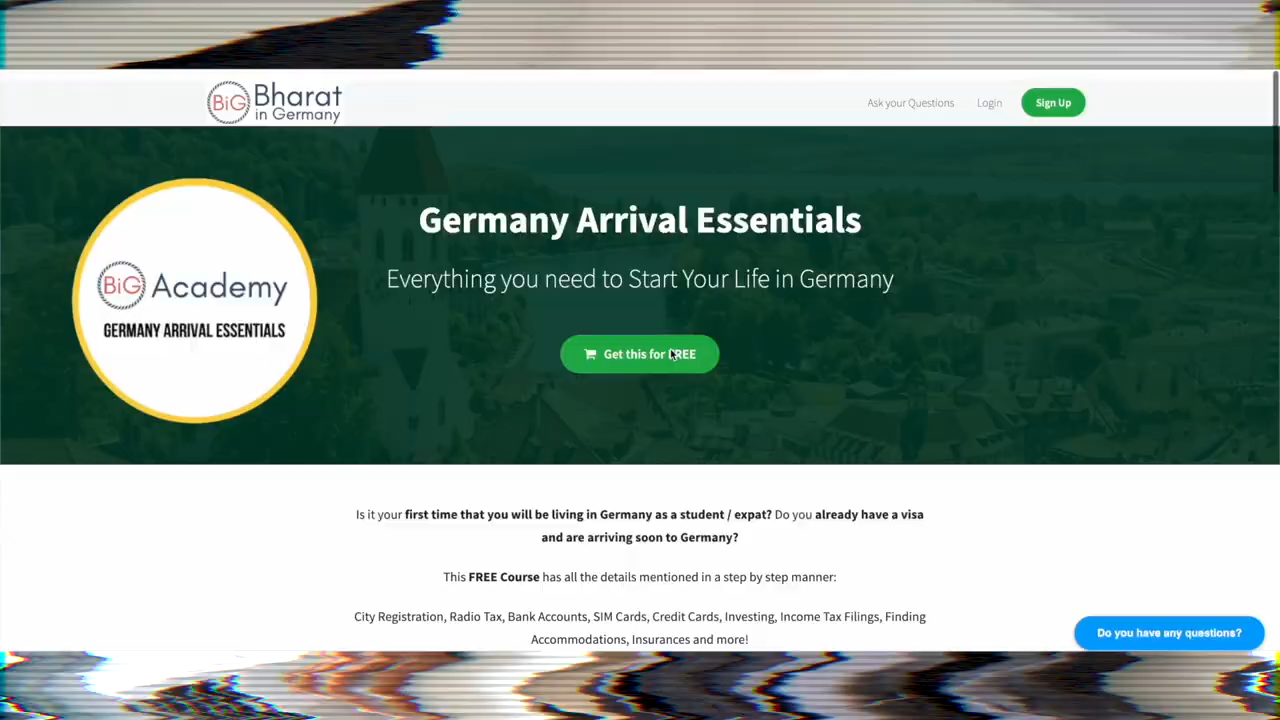 BiG Bharat
in Germany
Ask your Questions
Login
Sign Up
BiG Academy
GERMANY ARRIVAL ESSENTIALS
Germany Arrival Essentials
Everything you need to Start Your Life in Germany
Get this for FREE
Is it your first time that you will be living in Germany as a student / expat? Do you already have a visa
and are arriving soon to Germany?
This FREE Course has all the details mentioned in a step by step manner:
City Registration, Radio Tax, Bank Accounts, SIM Cards, Credit Cards, Investing, Income Tax Filings, Finding
Accommodations, Insurances and more!
Do you have any questions?